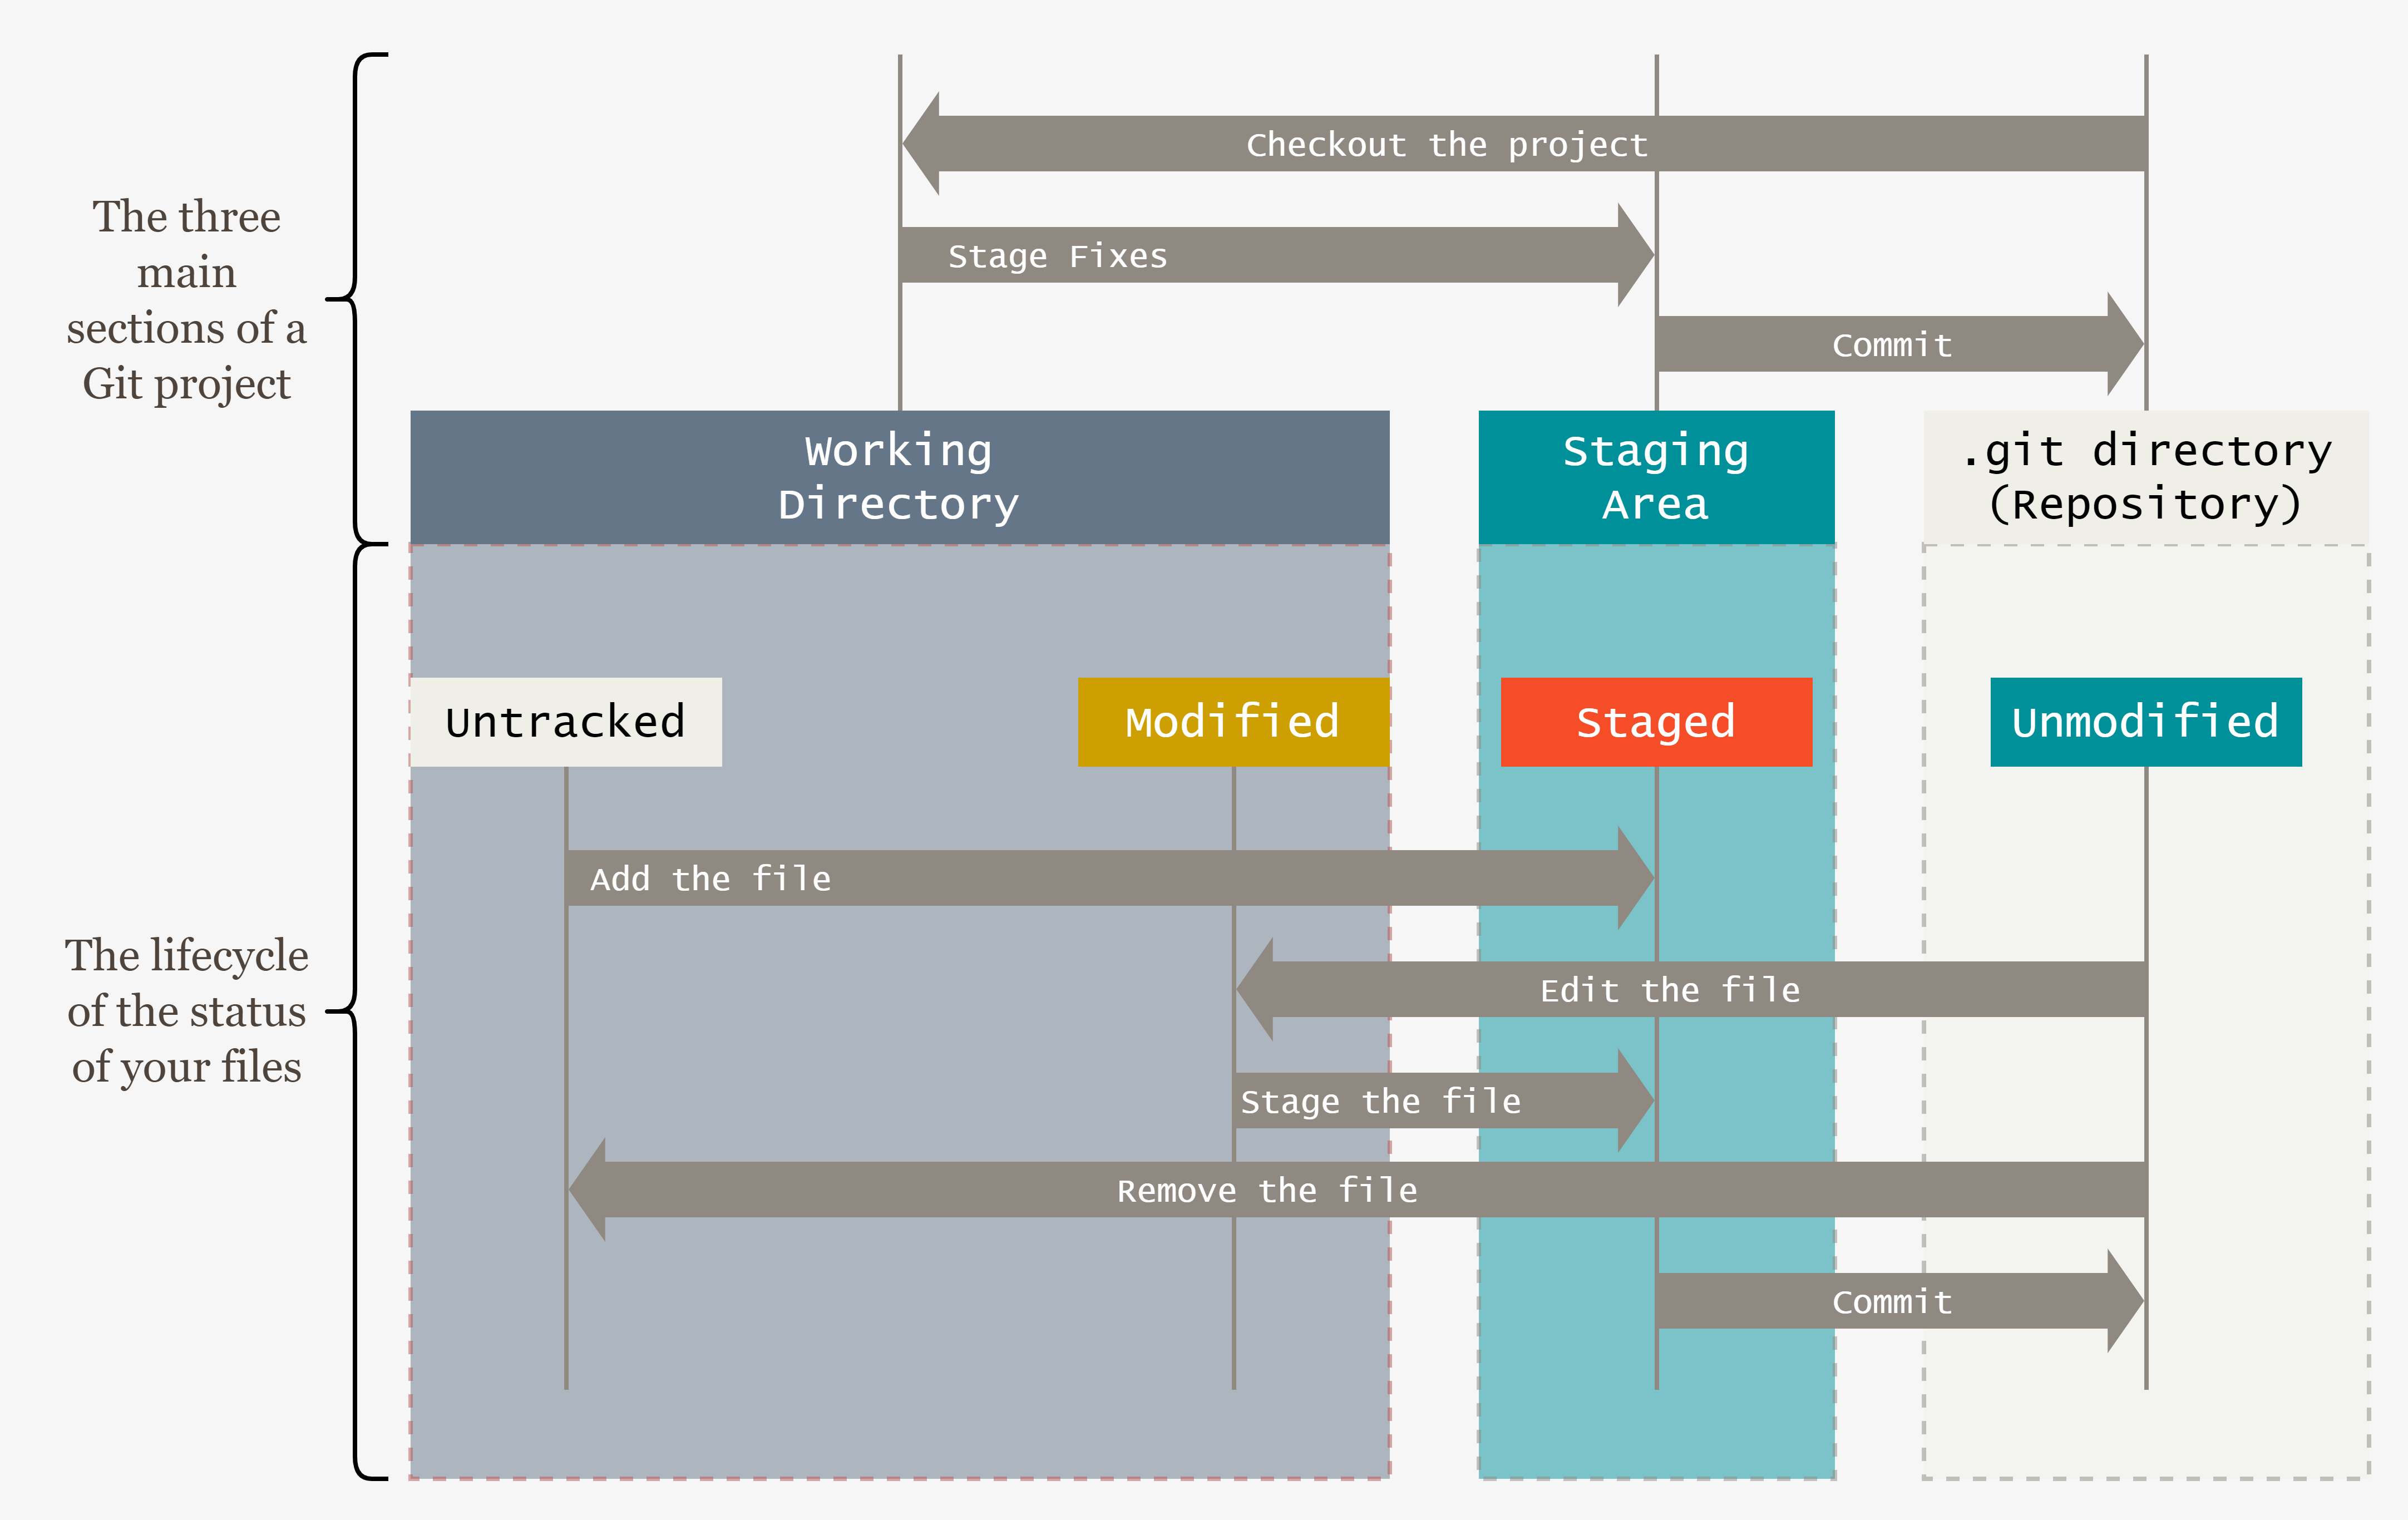 Checkout the project
The three
main
sections of a
Git project
Stage Fixes
Commit
Working
Directory
Staging
Area
.git directory
(Repository)
Untracked
Modified
Staged
Unmodified
Add the file
The lifecycle
of the status
of your files
Edit the file
Stage the file
Remove the file
Commit